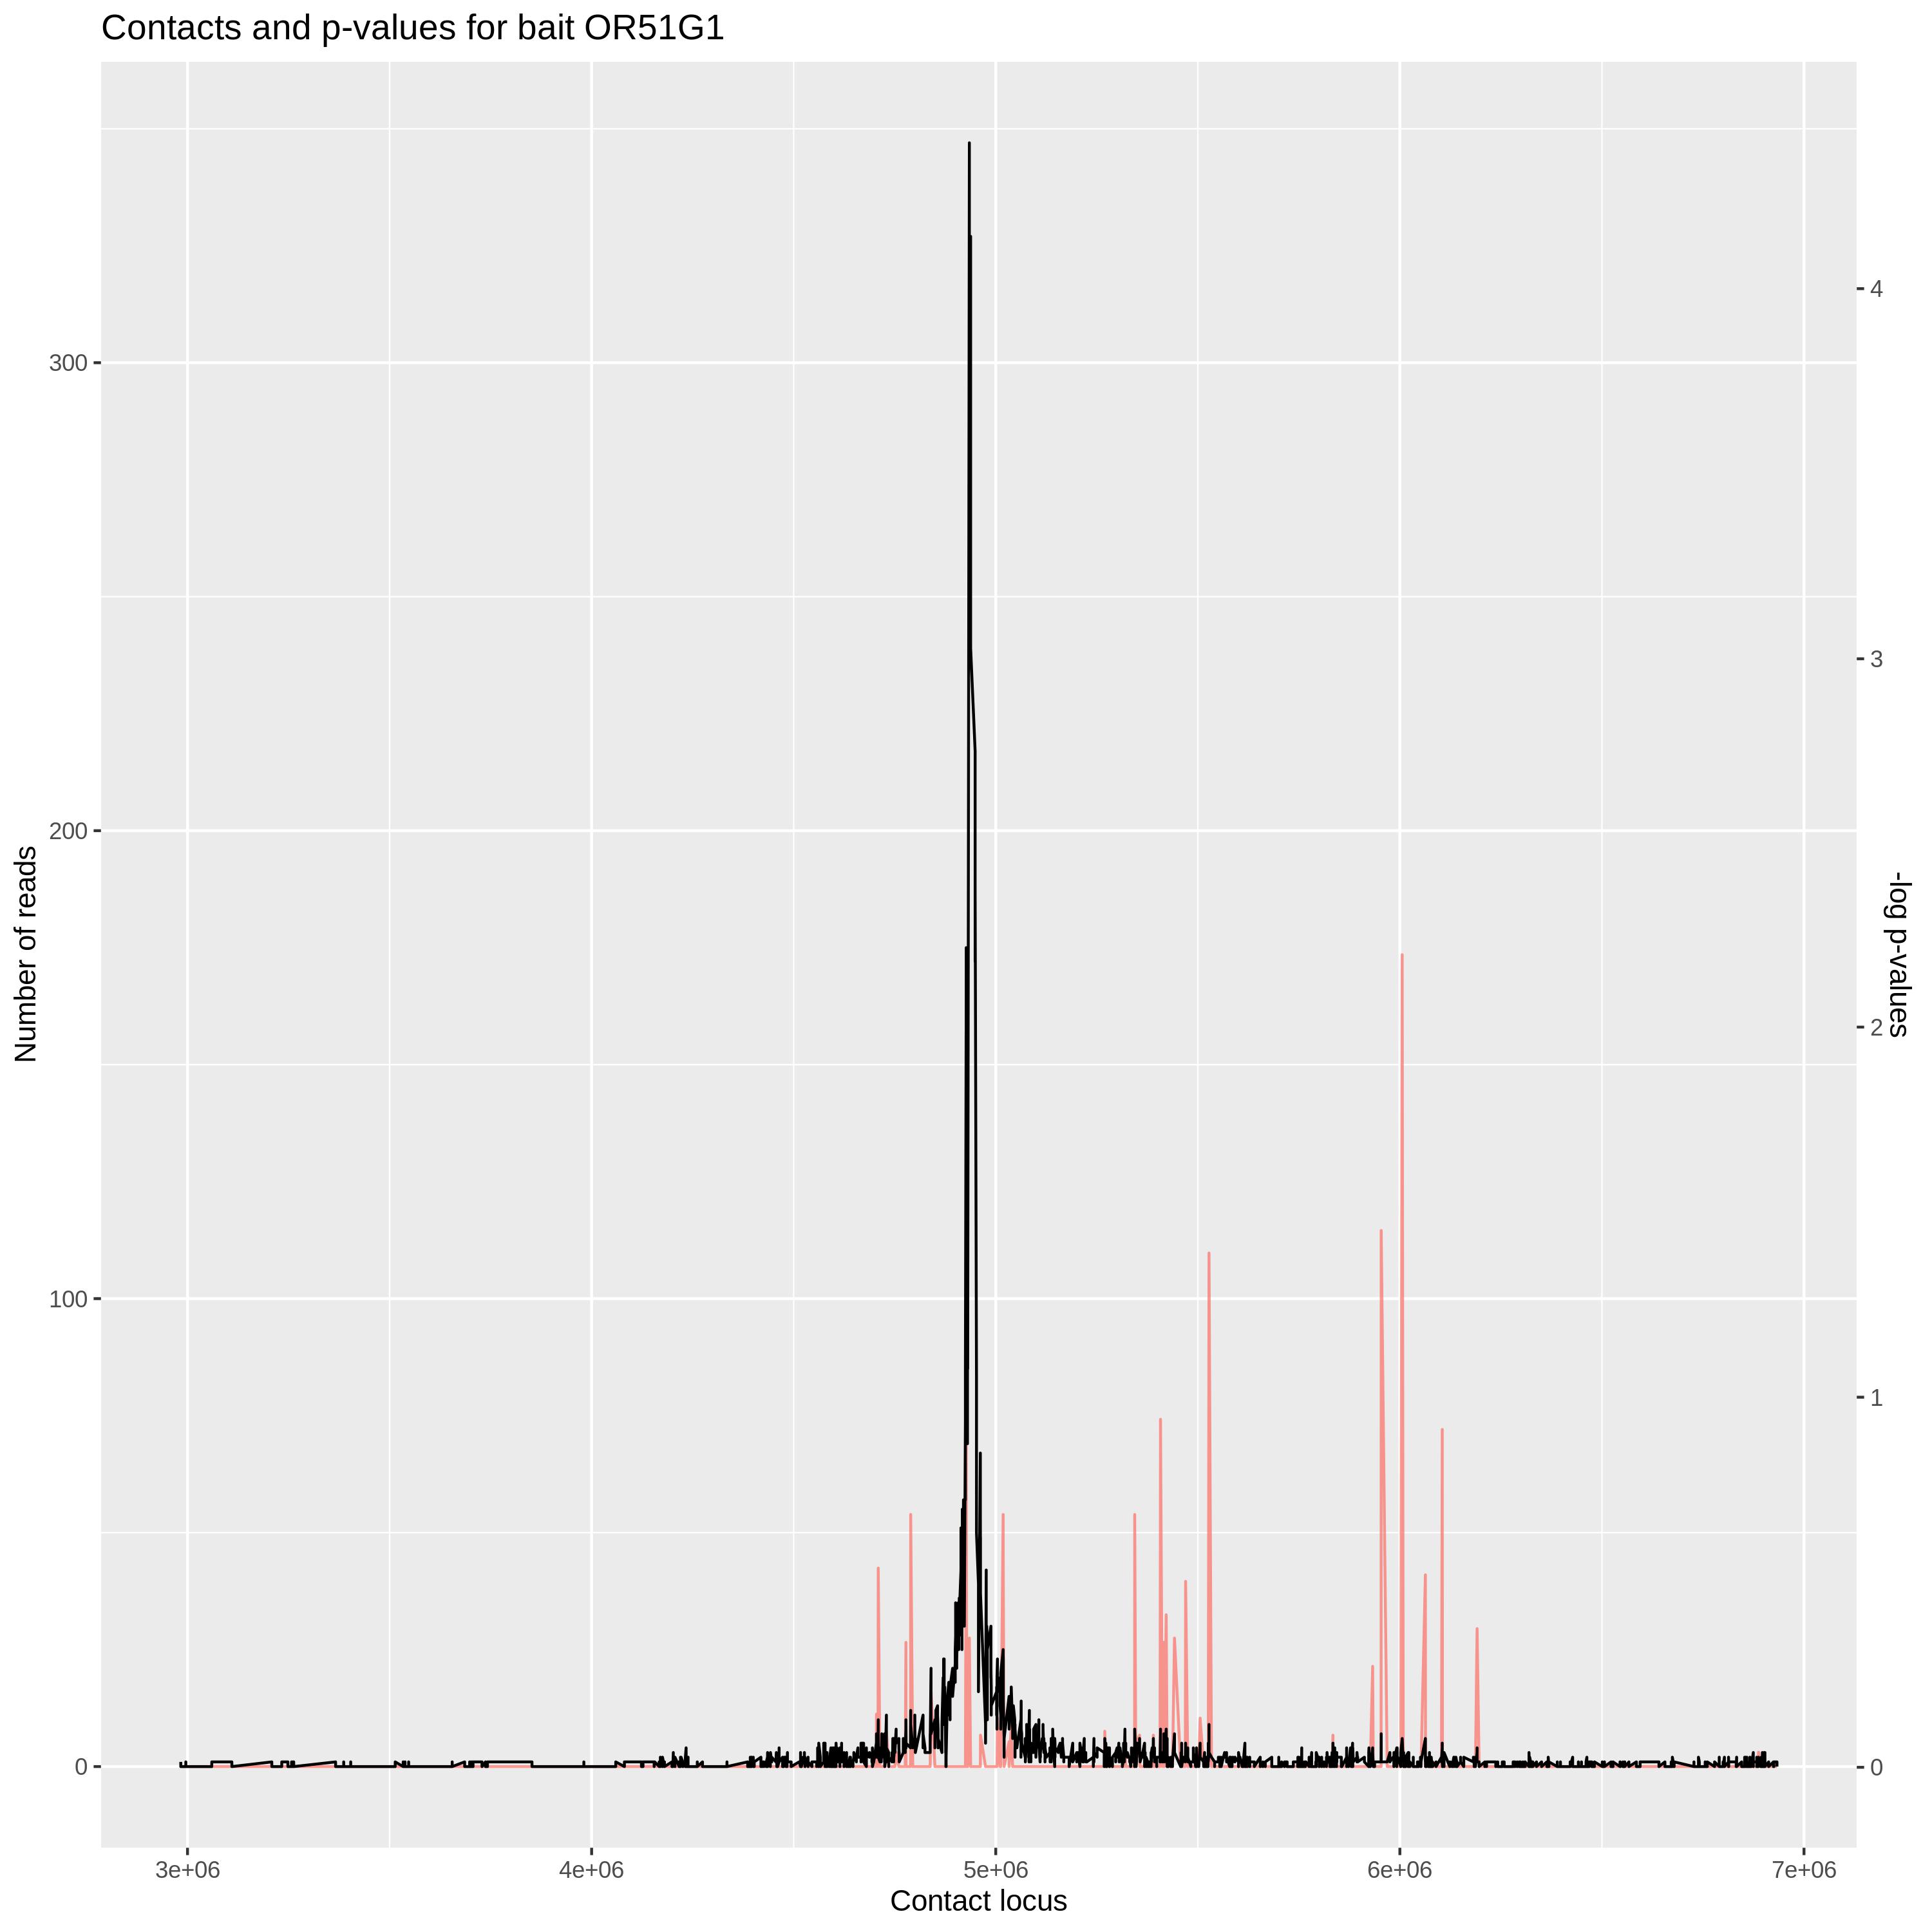 Contacts and p-values for bait OR51G1
Number of reads
300
200
100
0
4
3
2
1
0
-log p-values
3e+06
4e+06
5e+06
6e+06
7e+06
Contact locus